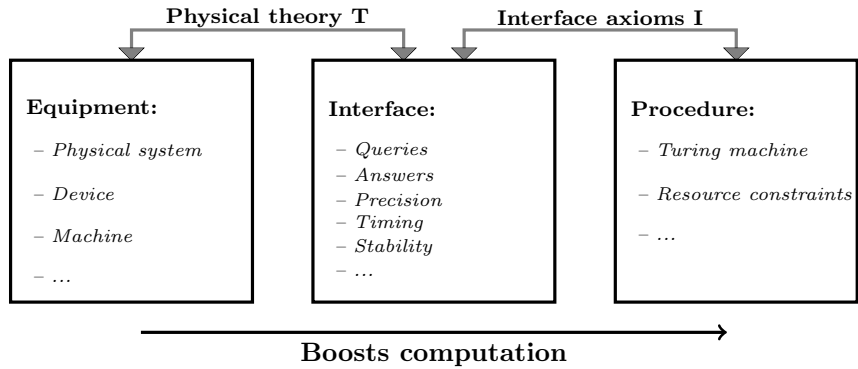 Physical theory T
Interface axioms I
Equipment:
– Physical system
– Device
– Machine
– ...
Interface:
– Queries
– Answers
– Precision
– Timing
– Stability
– ...
Procedure:
– Turing machine
– Resource constraints
– ...
Boosts computation